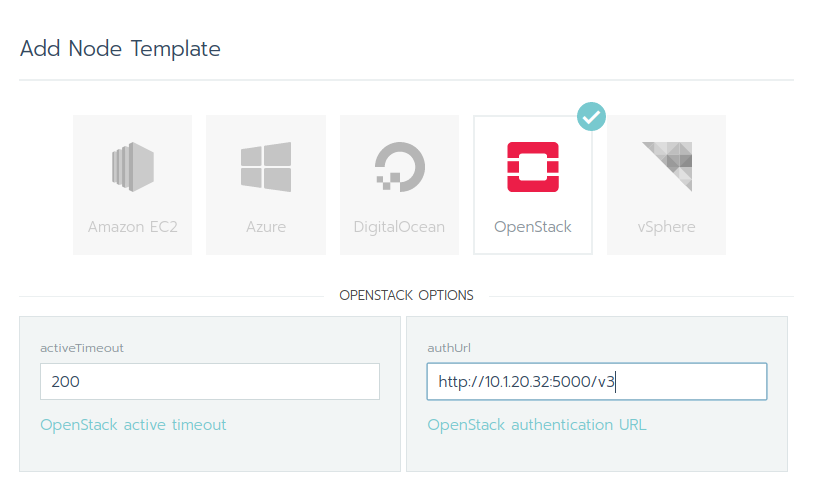 Add Node Template
Amazon EC2
Azure
DigitalOcean
OpenStack
vSphere
OPENSTACK OPTIONS
activeTimeout
authUrl
200
http://10.1.20.32:5000/v3
OpenStack active timeout
OpenStack authentication URL